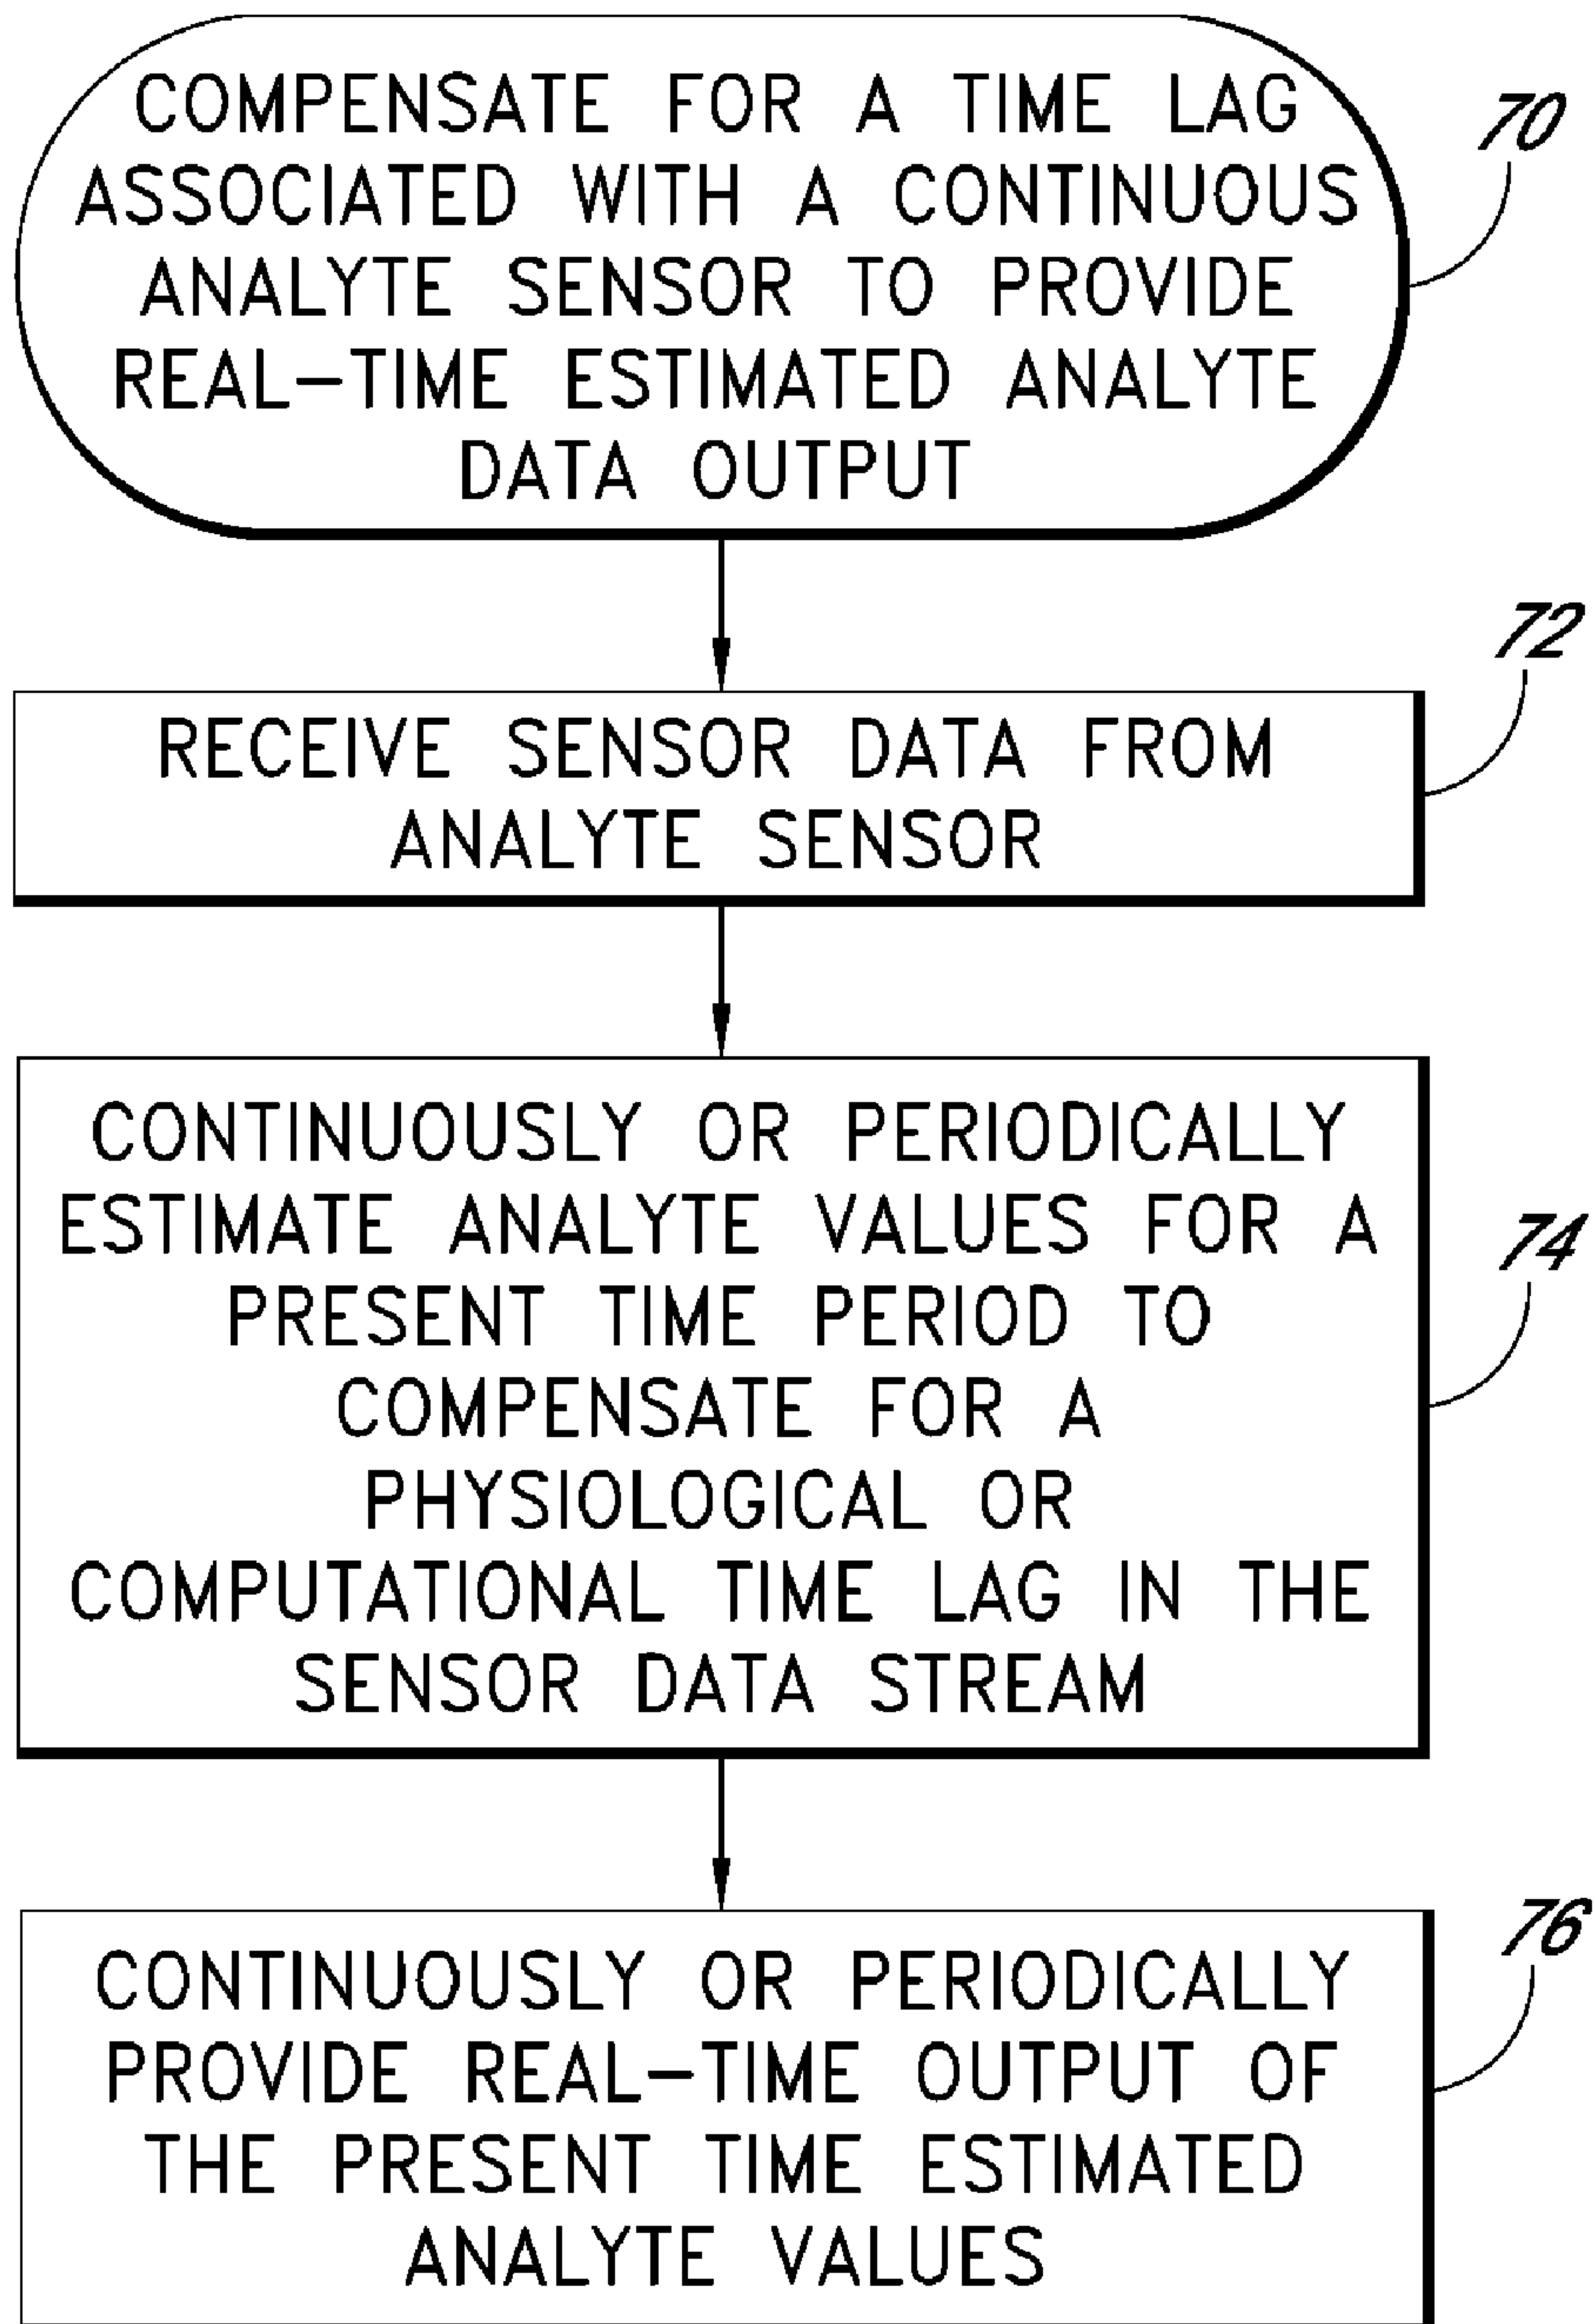 COMPENSATE FOR A TIME LAG
ASSOCIATED WITH A CONTINUOUS
ANALYTE SENSOR TO PROVIDE
REAL-TIME ESTIMATED ANALYTE
DATA OUTPUT
70
RECEIVE SENSOR DATA FROM
ANALYTE SENSOR
72
CONTINUOUSLY OR PERIODICALLY
ESTIMATE ANALYTE VALUES FOR A
PRESENT TIME PERIOD TO
COMPENSATE FOR A
PHYSIOLOGICAL OR
COMPUTATIONAL TIME LAG IN THE
SENSOR DATA STREAM
74
CONTINUOUSLY OR PERIODICALLY
PROVIDE REAL-TIME OUTPUT OF
THE PRESENT TIME ESTIMATED
ANALYTE VALUES
76